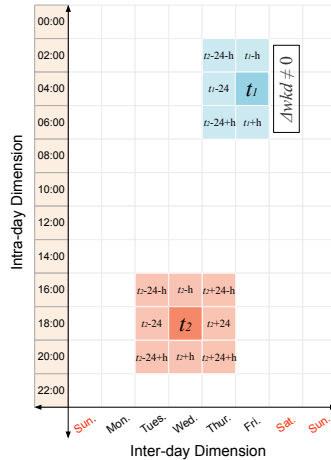 00:00
02:00
t₁-24-h t₁-h
04:00
t₁-24 t₁
06:00
t₂-24+h t₁+h
Δwkd ≠ 0
08:00
10:00
12:00
14:00
16:00
t₂-24-h t₂-h t₂+24-h
18:00
t₂-24 t₂ t₂+24
20:00
t₂-24+h t₂+h t₂+24+h
22:00
Sun. Mon. Tues. Wed. Thur. Fri. Sat. Sun.
Intra-day Dimension
Inter-day Dimension